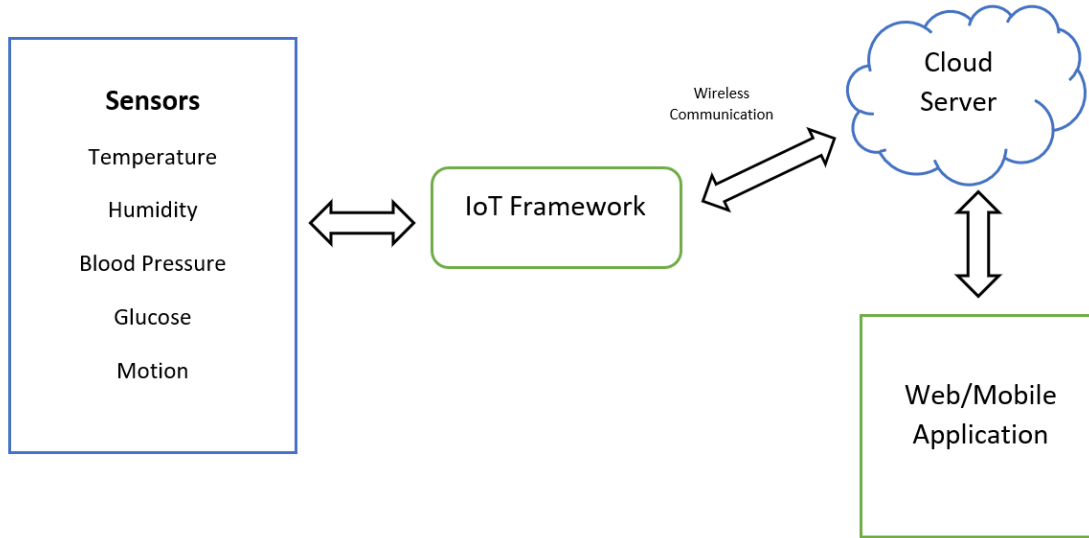 Sensors
Temperature
Humidity
Blood Pressure
Glucose
Motion
IoT Framework
Wireless
Communication
Cloud
Server
Web/Mobile
Application